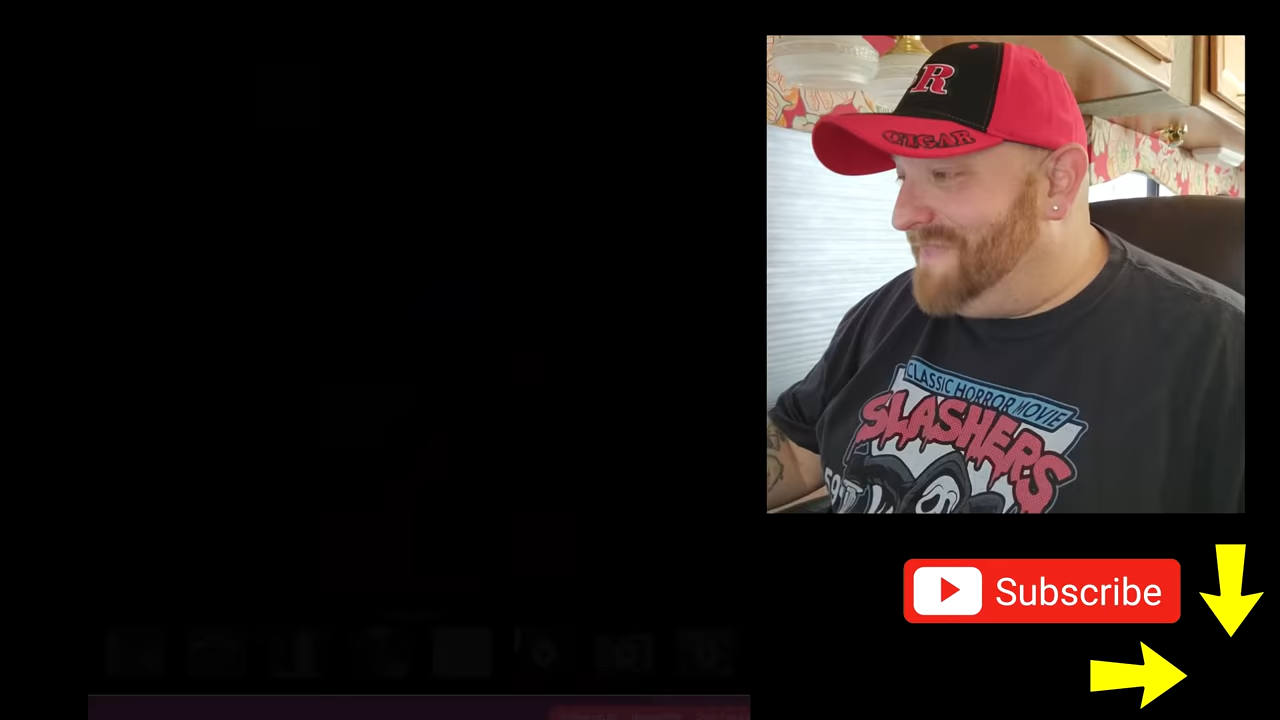 R
CIGAR
CLASSIC HORROR MOVIE
SLASHERS
Subscribe